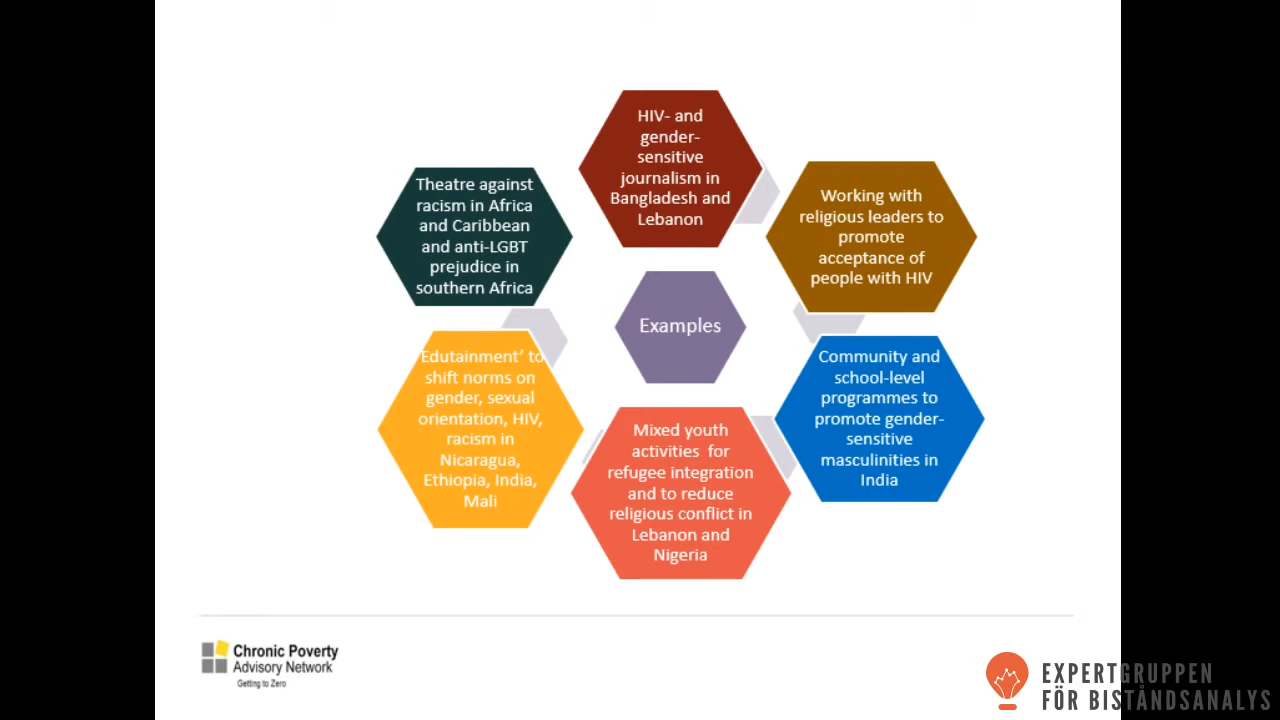 HIV- and
gender-
sensitive
journalism in
Bangladesh and
Lebanon
Working with
religious leaders to
promote
acceptance of
people with HIV
Community and
school-level
programmes to
promote gender-
sensitive
masculinities in
India
Mixed youth
activities for
refugee integration
and to reduce
religious conflict in
Lebanon and
Nigeria
Edutainment’ to
shift norms on
gender, sexual
orientation, HIV,
racism in
Nicaragua,
Ethiopia, India,
Mali
Theatre against
racism in Africa
and Caribbean
and anti-LGBT
prejudice in
southern Africa
Examples
Chronic Poverty
Advisory Network
Getting to Zero
EXPERTGRUPPEN
FÖR BISTÅNDSANALYS